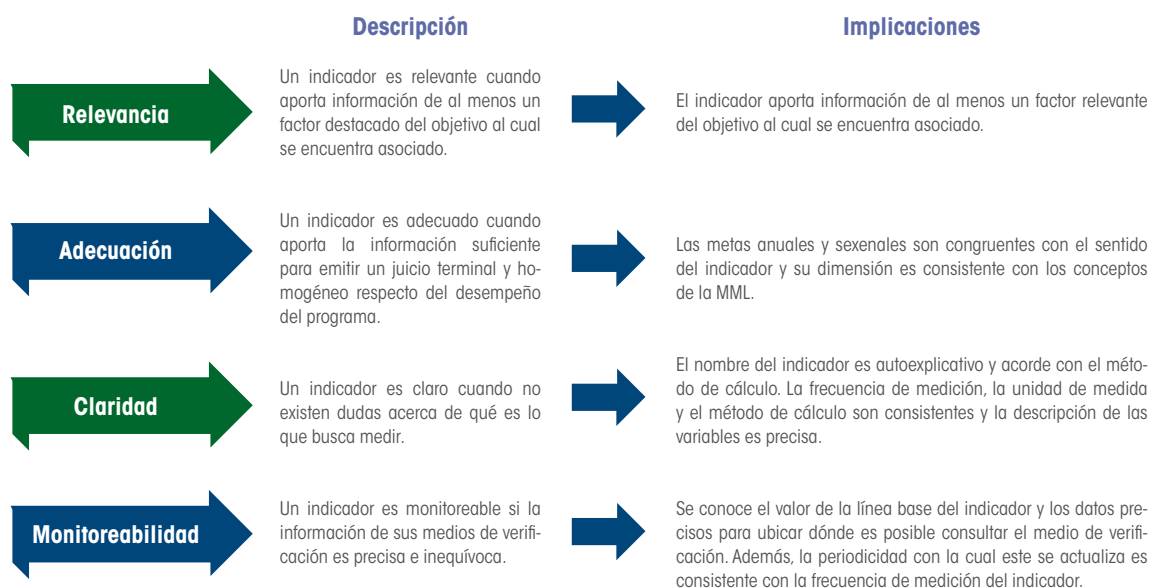 Descripción
Implicaciones
Relevancia
Un indicador es relevante cuando
aporta información de al menos un
factor destacado del objetivo al cual
se encuentra asociado.
El indicador aporta información de al menos un factor relevante
del objetivo al cual se encuentra asociado.
Adecuación
Un indicador es adecuado cuando
aporta la información suficiente
para emitir un juicio terminal y ho-
mogéneo respecto del desempeño
del programa.
Las metas anuales y sexenales son congruentes con el sentido
del indicador y su dimensión es consistente con los conceptos
de la MML.
Claridad
Un indicador es claro cuando no
existen dudas acerca de qué es lo
que busca medir.
El nombre del indicador es autoexplicativo y acorde con el méto-
do de cálculo. La frecuencia de medición, la unidad de medida
y el método de cálculo son consistentes y la descripción de las
variables es precisa.
Monitoreabilidad
Un indicador es monitoreable si la
información de sus medios de verifi-
cación es precisa e inequívoca.
Se conoce el valor de la línea base del indicador y los datos pre-
cisos para ubicar dónde es posible consultar el medio de verifi-
cación. Además, la periodicidad con la cual este se actualiza es
consistente con la frecuencia de medición del indicador.